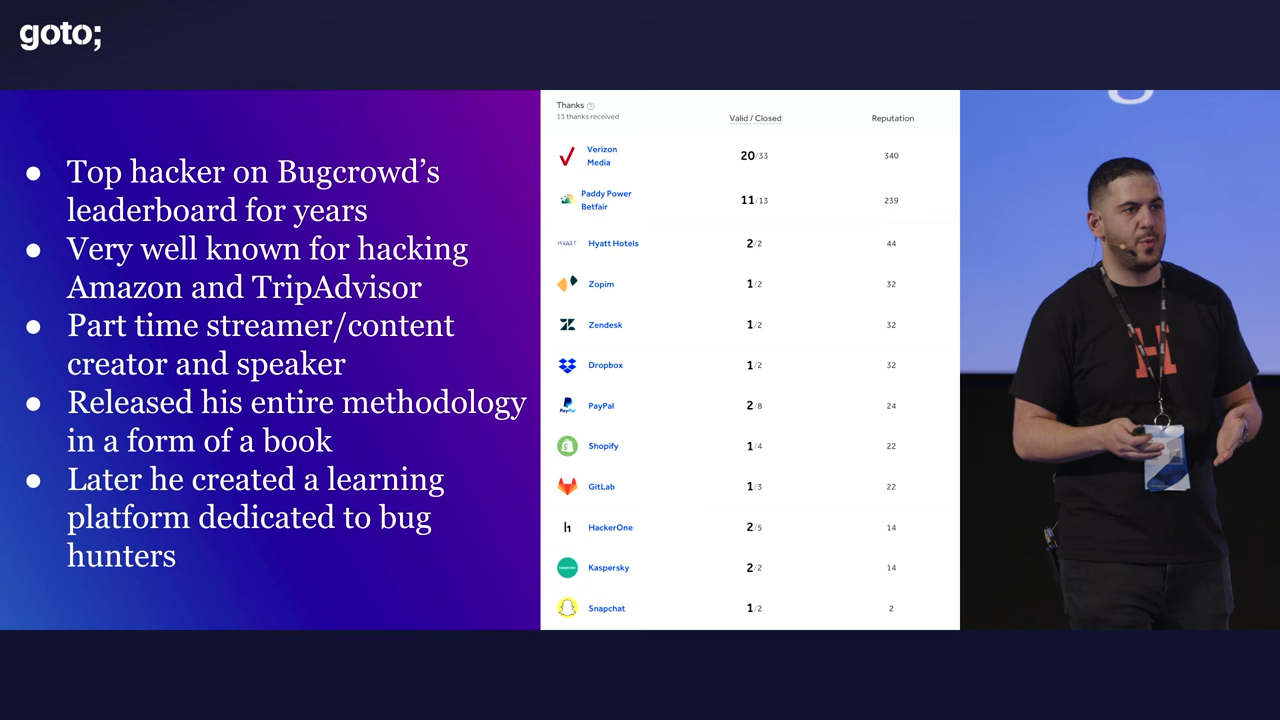 goto;
● Top hacker on Bugcrowd’s
leaderboard for years
● Very well known for hacking
Amazon and TripAdvisor
● Part time streamer/content
creator and speaker
● Released his entire methodology
in a form of a book
● Later he created a learning
platform dedicated to bug
hunters
Thanks ?
13 thanks received
Valid / Closed Reputation
Verizon
Media 20/33 340
Paddy Power
Betfair 11/13 239
HYATT Hyatt Hotels 2/2 44
Zopim 1/2 32
Zendesk 1/2 32
Dropbox 1/2 32
PayPal PayPal 2/8 24
Shopify 1/4 22
GitLab 1/3 22
h1 HackerOne 2/5 14
kaspersky Kaspersky 2/2 14
Snapchat 1/2 2
H